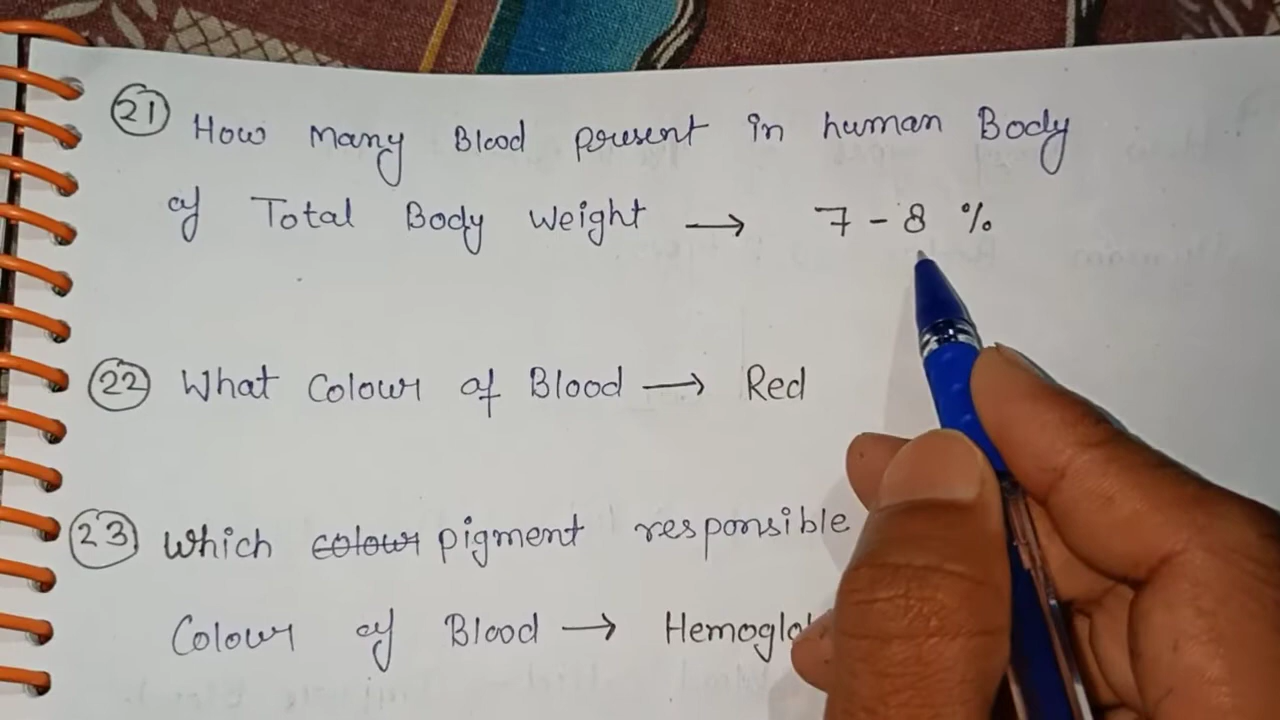 21 How Many Blood present in human Body
of Total Body Weight → 7 - 8 %
22 What Colour of Blood → Red
23 Which colour pigment responsible
Colour of Blood → Hemoglo